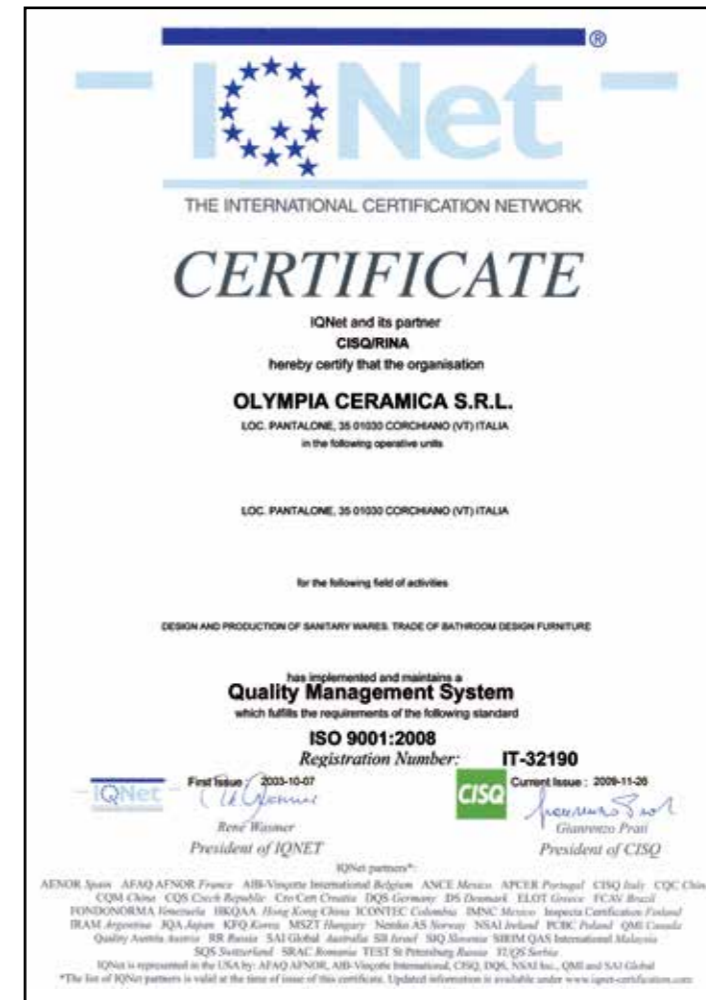 IQNet ®
THE INTERNATIONAL CERTIFICATION NETWORK
CERTIFICATE
IQNet and its partner
CISQ/RINA
hereby certify that the organisation
OLYMPIA CERAMICA S.R.L.
LOC. PANTALONE, 35 01030 CORCHIANO (VT) ITALIA
in the following operative units
LOC. PANTALONE, 35 01030 CORCHIANO (VT) ITALIA
for the following field of activities
DESIGN AND PRODUCTION OF SANITARY WARES. TRADE OF BATHROOM DESIGN FURNITURE
has implemented and maintains a
Quality Management System
which fulfills the requirements of the following standard
ISO 9001:2008
Registration Number: IT-32190
IQNet First Issue : 2003-10-07 CISQ Current Issue : 2009-11-26
René Wasmer Gianrenzo Prati
President of IQNET President of CISQ
IQNet partners*:
AENOR Spain AFAQ AFNOR France AIB-Vinçotte International Belgium ANCE Mexico APCER Portugal CISQ Italy CQC China
CQM China CQS Czech Republic Cro Cert Croatia DQS Germany DS Denmark ELOT Greece FCAV Brazil
FONDONORMA Venezuela HKQAA Hong Kong China ICONTEC Colombia IMNC Mexico Inspecta Certification Finland
IRAM Argentina JQA Japan KFQ Korea MSZT Hungary Nemko AS Norway NSAI Ireland PCBC Poland QMI Canada
Quality Austria Austria RR Russia SAI Global Australia SII Israel SIQ Slovenia SIRIM QAS International Malaysia
SQS Switzerland SRAC Romania TEST St Petersburg Russia YUQS Serbia
IQNet is represented in the USA by: AFAQ AFNOR, AIB-Vinçotte International, CISQ, DQS, NSAI Inc., QMI and SAI Global
*The list of IQNet partners is valid at the time of issue of this certificate. Updated information is available under www.iqnet-certification.com